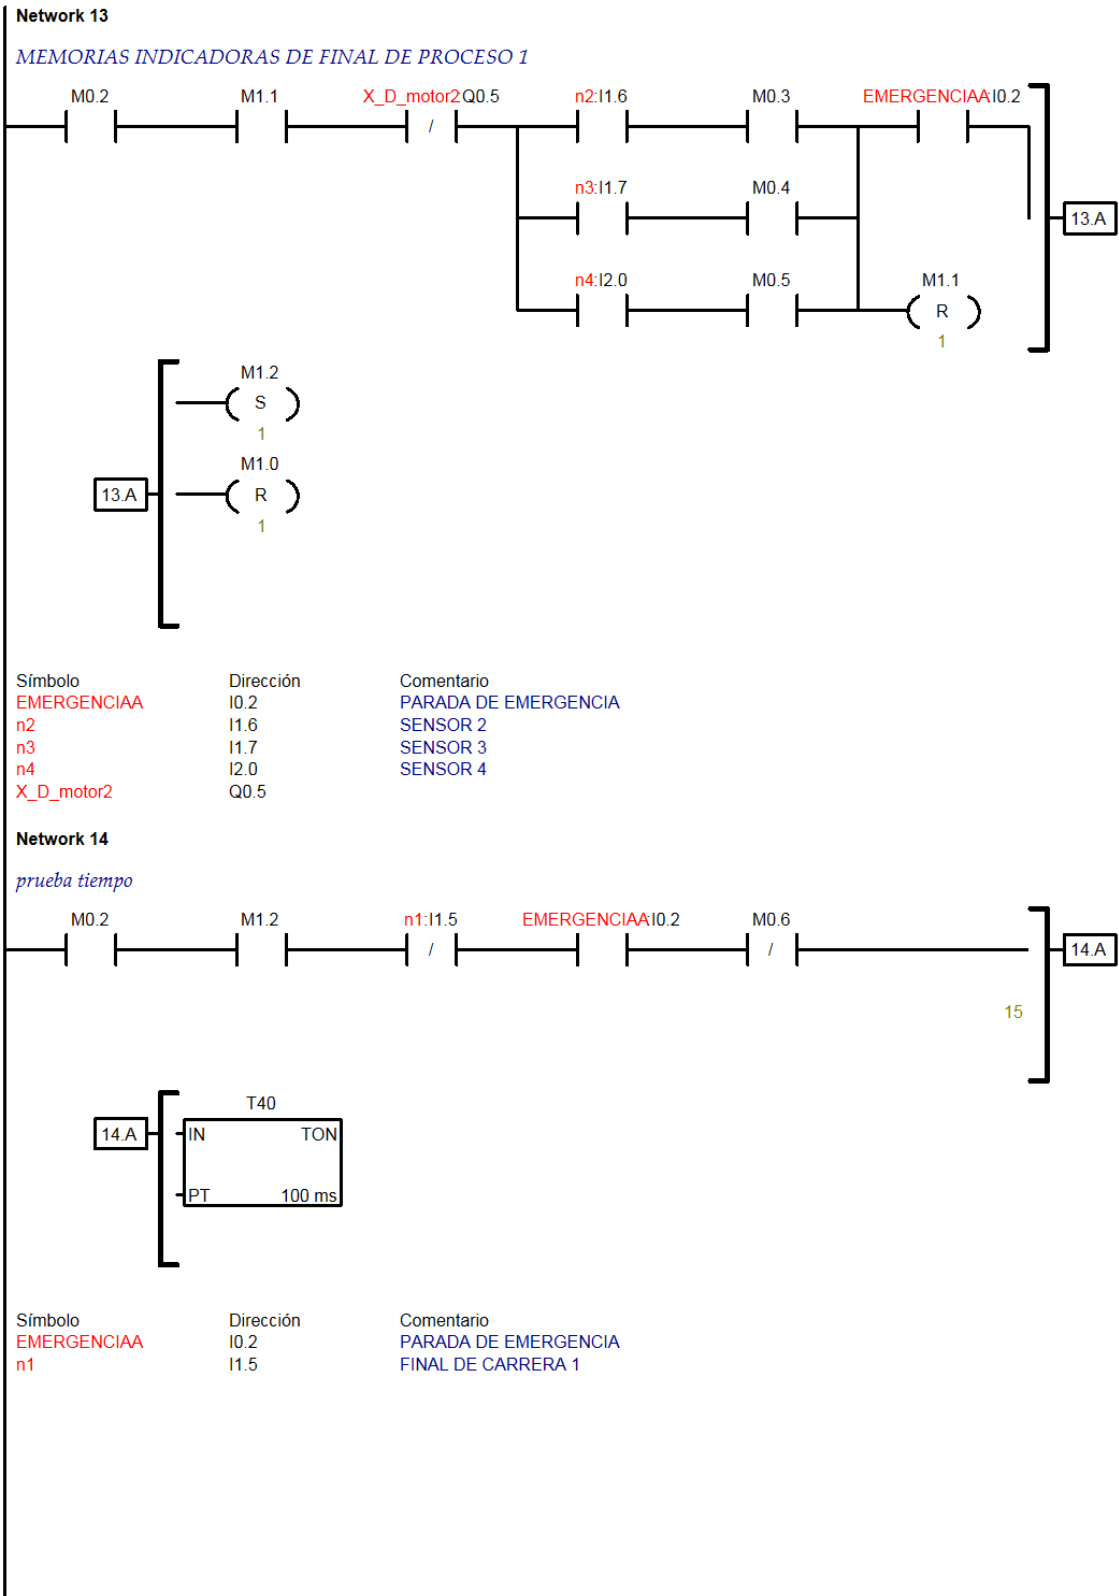 Network 13
MEMORIAS INDICADORAS DE FINAL DE PROCESO 1
M0.2 M1.1 X_D_motor2:Q0.5 n2:I1.6 M0.3 EMERGENCIAA:I0.2
/
n3:I1.7 M0.4
13.A
n4:I2.0 M0.5 M1.1
R
1
M1.2
S
1
M1.0
13.A R
1
Símbolo Dirección Comentario
EMERGENCIAA I0.2 PARADA DE EMERGENCIA
n2 I1.6 SENSOR 2
n3 I1.7 SENSOR 3
n4 I2.0 SENSOR 4
X_D_motor2 Q0.5
Network 14
prueba tiempo
M0.2 M1.2 n1:I1.5 EMERGENCIAA:I0.2 M0.6
/ / 14.A
15
T40
14.A IN TON
PT 100 ms
Símbolo Dirección Comentario
EMERGENCIAA I0.2 PARADA DE EMERGENCIA
n1 I1.5 FINAL DE CARRERA 1